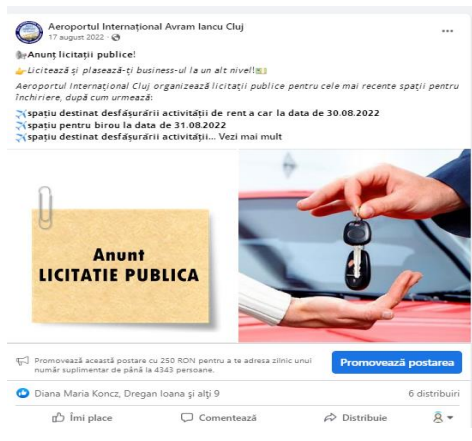 Aeroportul Internațional Avram Iancu Cluj
17 august 2022 ·
Anunț licitații publice!
Licitează și plasează-ți business-ul la un alt nivel!
Aeroportul Internațional Cluj organizează licitații publice pentru cele mai recente spații pentru
închiriere, după cum urmează:
spațiu destinat desfășurării activității de rent a car la data de 30.08.2022
spațiu pentru birou la data de 31.08.2022
spațiu destinat desfășurării activității... Vezi mai mult
Anunt
LICITATIE PUBLICA
Promovează această postare cu 250 RON pentru a te adresa zilnic unui
număr suplimentar de până la 4343 persoane.
Promovează postarea
Diana Maria Koncz, Dregan Ioana și alți 9
6 distribuiri
Îmi place
Comentează
Distribuie